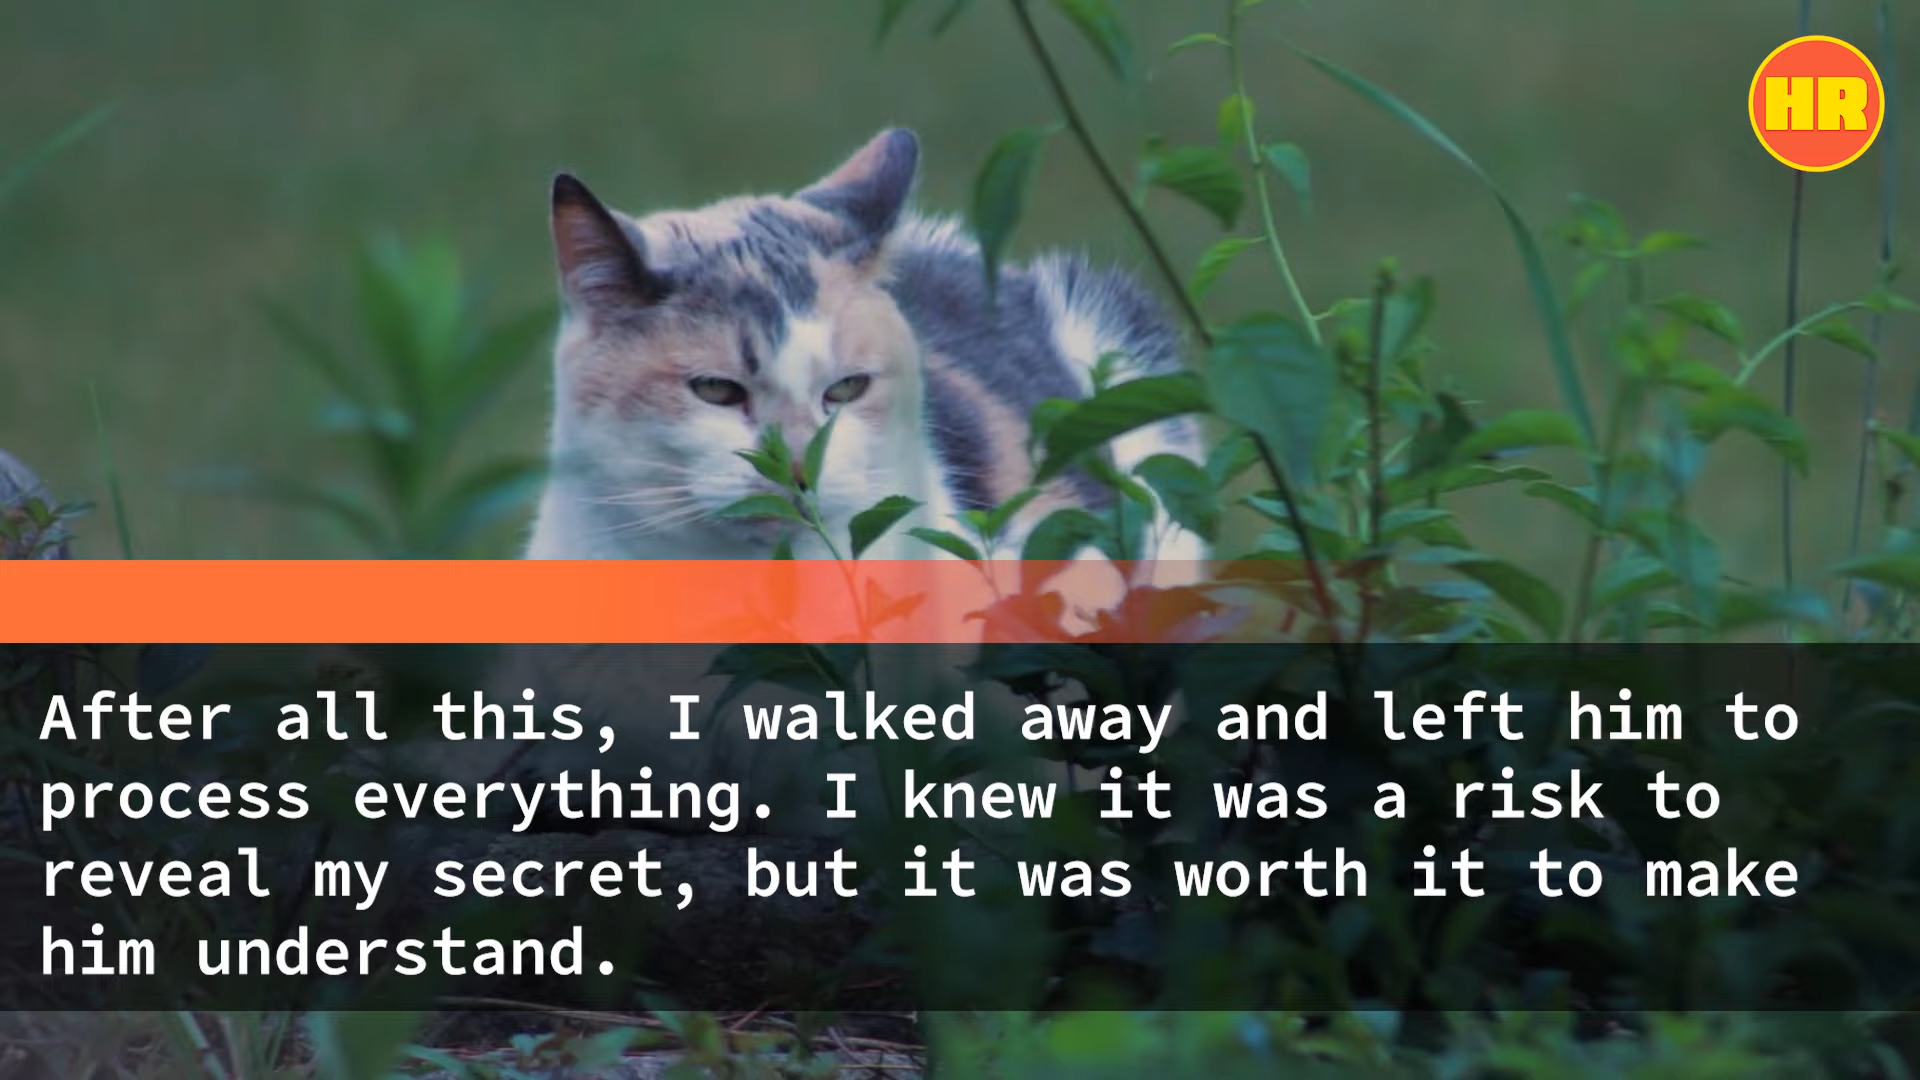 HR
After all this, I walked away and left him to
process everything. I knew it was a risk to
reveal my secret, but it was worth it to make
him understand.